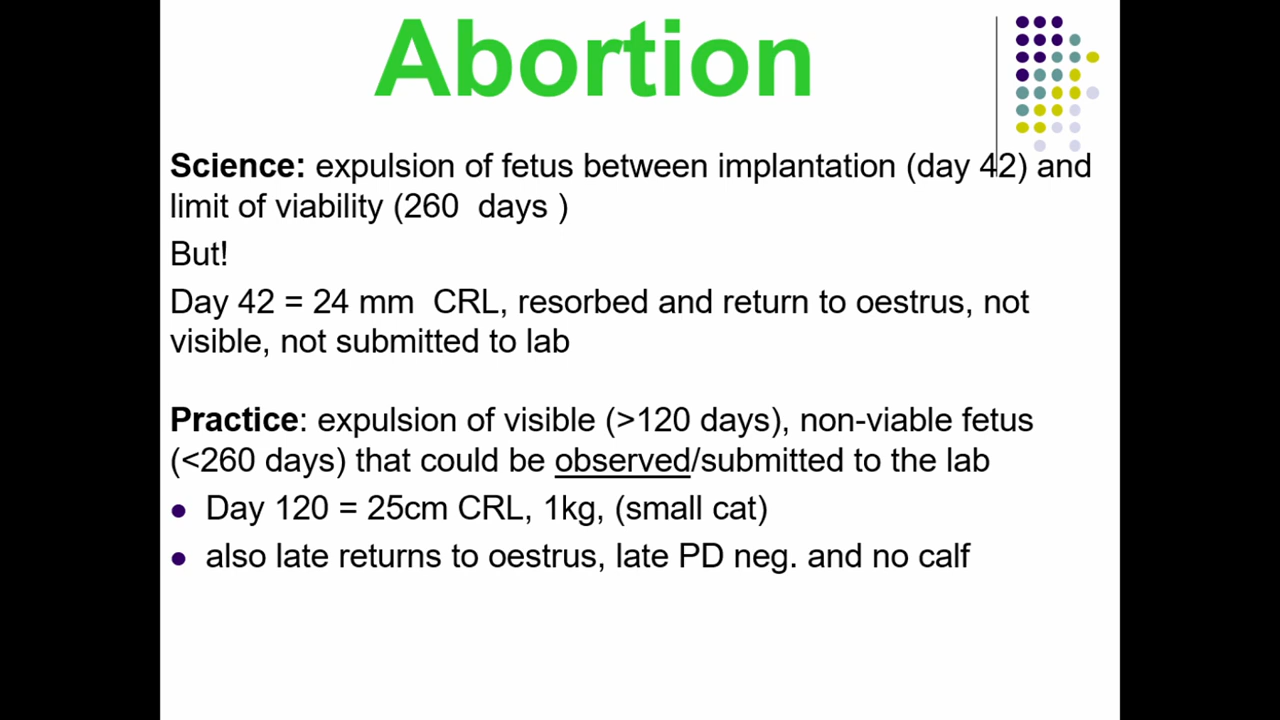 Abortion
Science: expulsion of fetus between implantation (day 42) and
limit of viability (260 days )
But!
Day 42 = 24 mm CRL, resorbed and return to oestrus, not
visible, not submitted to lab
Practice: expulsion of visible (>120 days), non-viable fetus
(<260 days) that could be observed/submitted to the lab
• Day 120 = 25cm CRL, 1kg, (small cat)
• also late returns to oestrus, late PD neg. and no calf